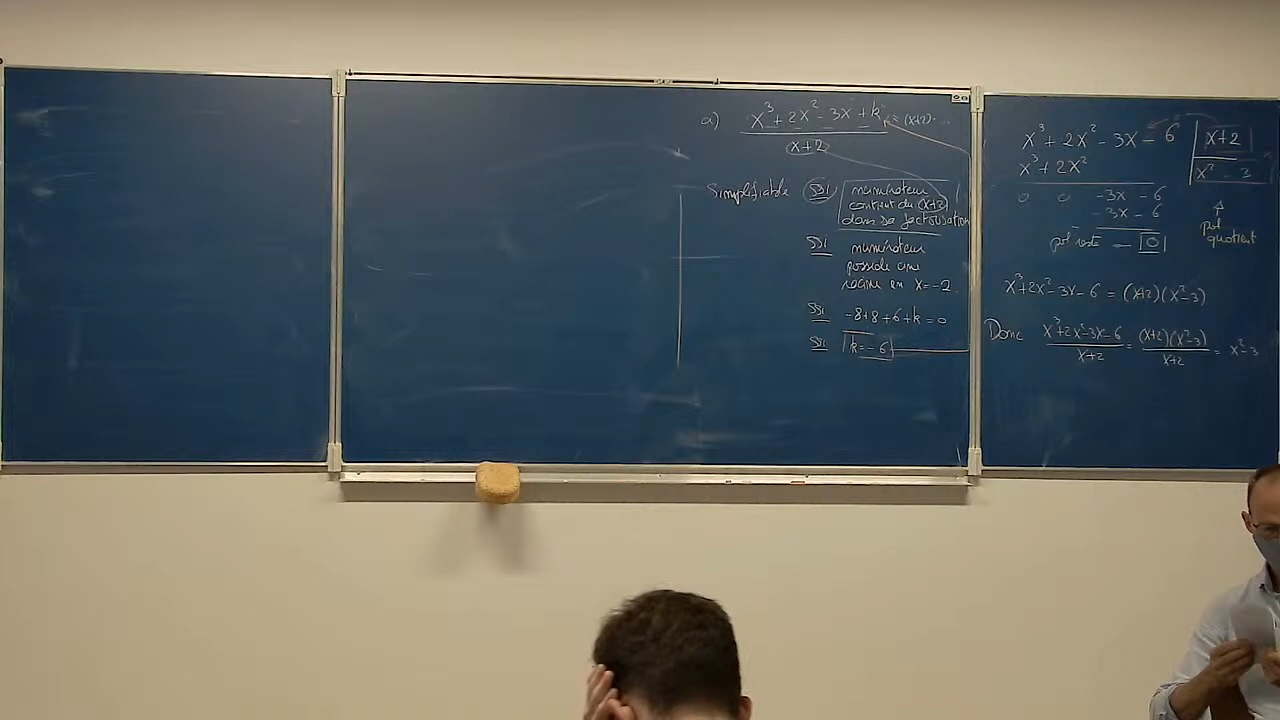 a) x³ + 2x² - 3x + k = (x+2)...
x+2
Simplifiable SSI numérateur
contient du (x+2)
dans sa factorisation
SSI numérateur
possède une
racine en x = -2
SSI -8+8+6+k = 0
SSI k = -6
x³ + 2x² - 3x - 6 | x+2
x³ + 2x² x² - 3
0 0 -3x - 6
-3x - 6
pol reste = 0
pol
quotient
x³+2x²-3x-6 = (x+2)(x²-3)
Donc x³+2x²-3x-6 / x+2 = (x+2)(x²-3) / x+2 = x²-3